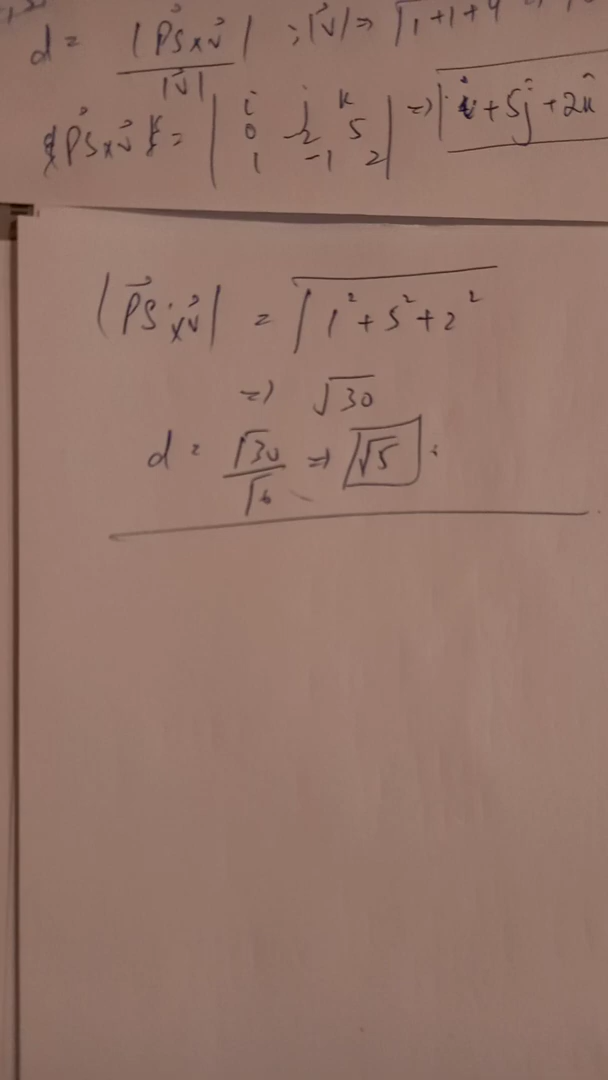 d = |PS⃗ × v⃗| / |v⃗| ; |v⃗| ⇒ √1+1+4
PS⃗ × v⃗ = | i j k ; 0 -2 5 ; 1 -1 2 | ⇒ | i + 5ĵ + 2k̂
|PS⃗ × v⃗| = √1² + 5² + 2²
⇒ √30
d = √30 / √6 ⇒ √5